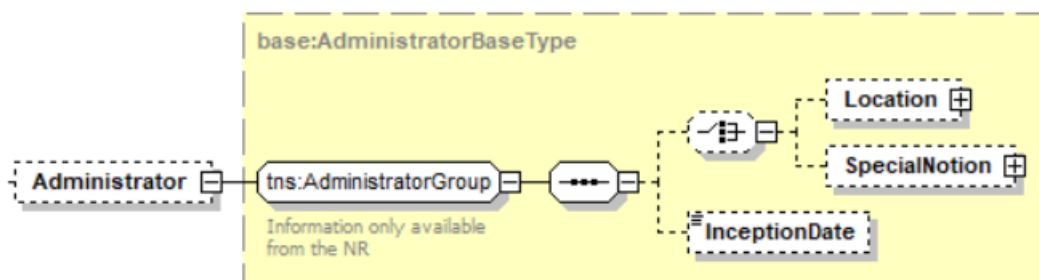 base:AdministratorBaseType
Location
Administrator
tns:AdministratorGroup
SpecialNotion
Information only available
from the NR
InceptionDate